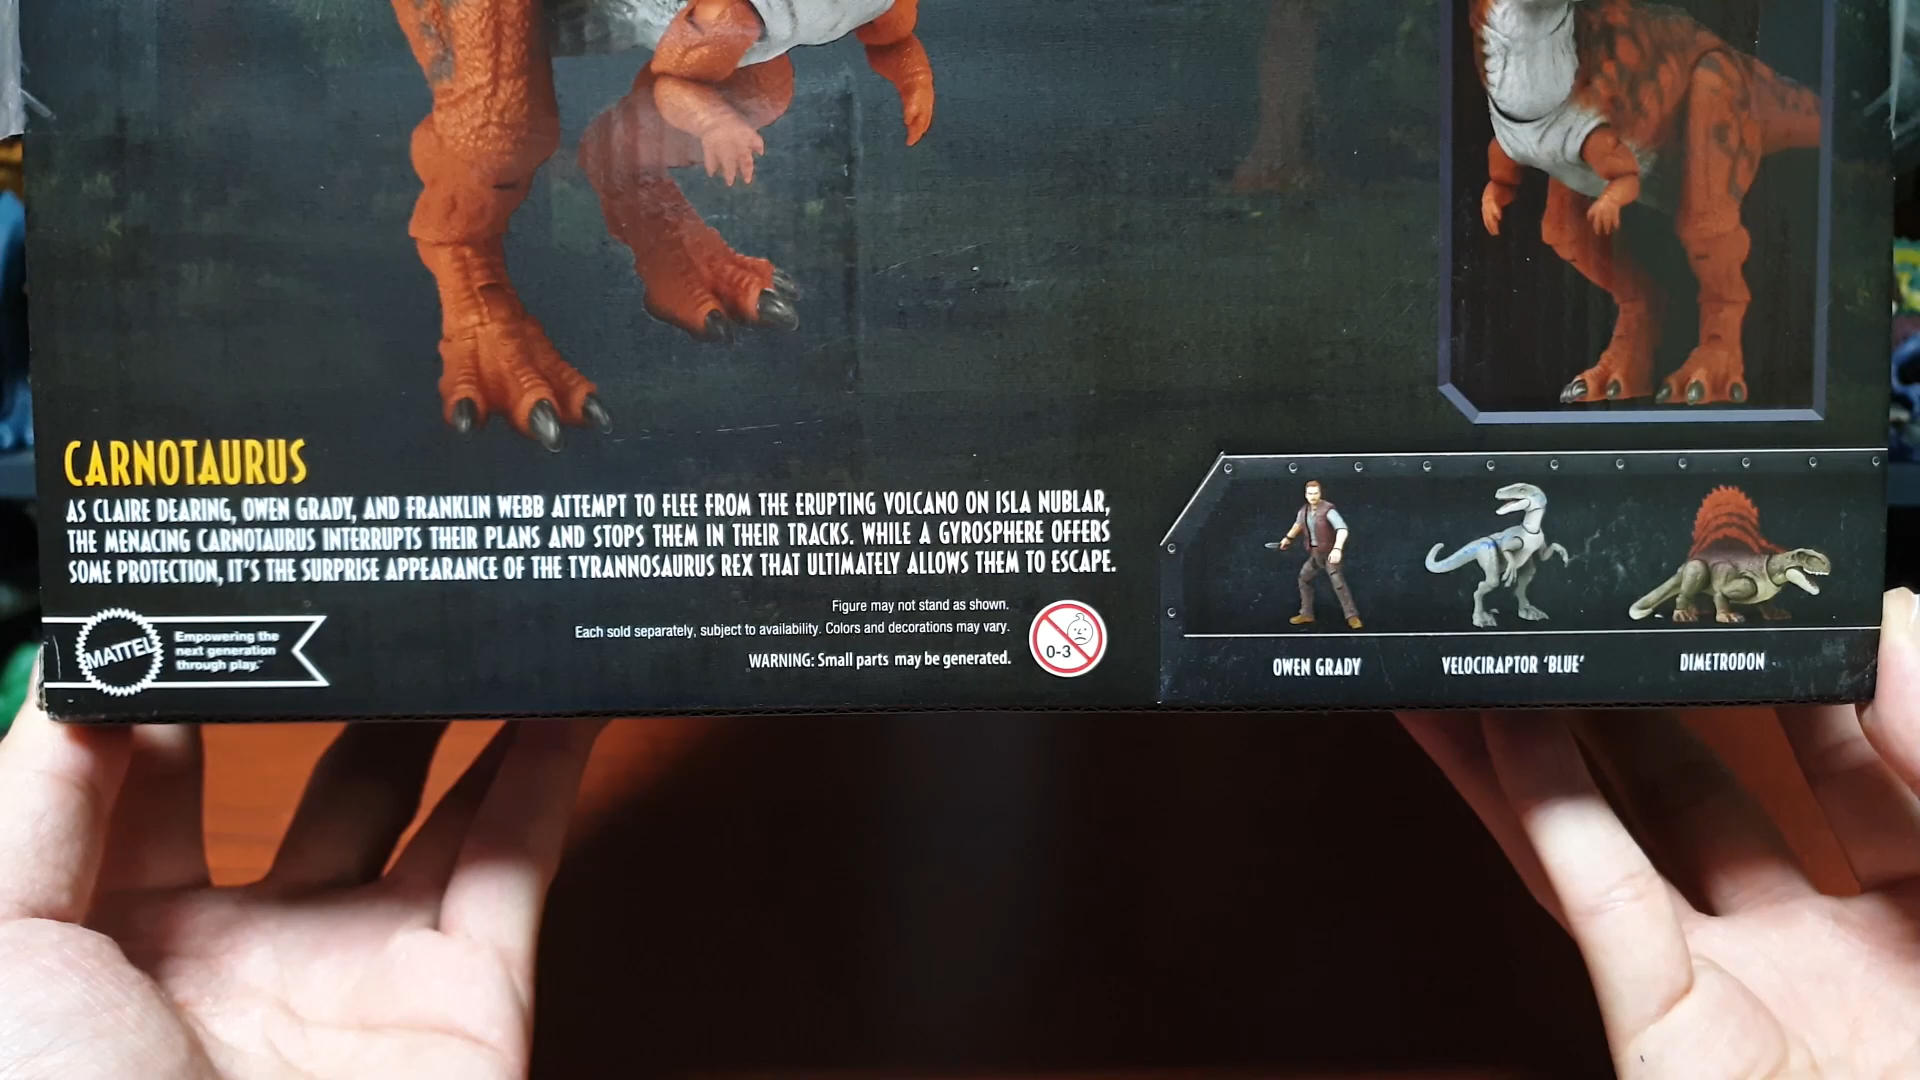 CARNOTAURUS
AS CLAIRE DEARING, OWEN GRADY, AND FRANKLIN WEBB ATTEMPT TO FLEE FROM THE ERUPTING VOLCANO ON ISLA NUBLAR,
THE MENACING CARNOTAURUS INTERRUPTS THEIR PLANS AND STOPS THEM IN THEIR TRACKS. WHILE A GYROSPHERE OFFERS
SOME PROTECTION, IT'S THE SURPRISE APPEARANCE OF THE TYRANNOSAURUS REX THAT ULTIMATELY ALLOWS THEM TO ESCAPE.
MATTEL
Empowering the
next generation
through play.™
Figure may not stand as shown.
Each sold separately, subject to availability. Colors and decorations may vary.
WARNING: Small parts may be generated.
0-3
OWEN GRADY
VELOCIRAPTOR 'BLUE'
DIMETRODON